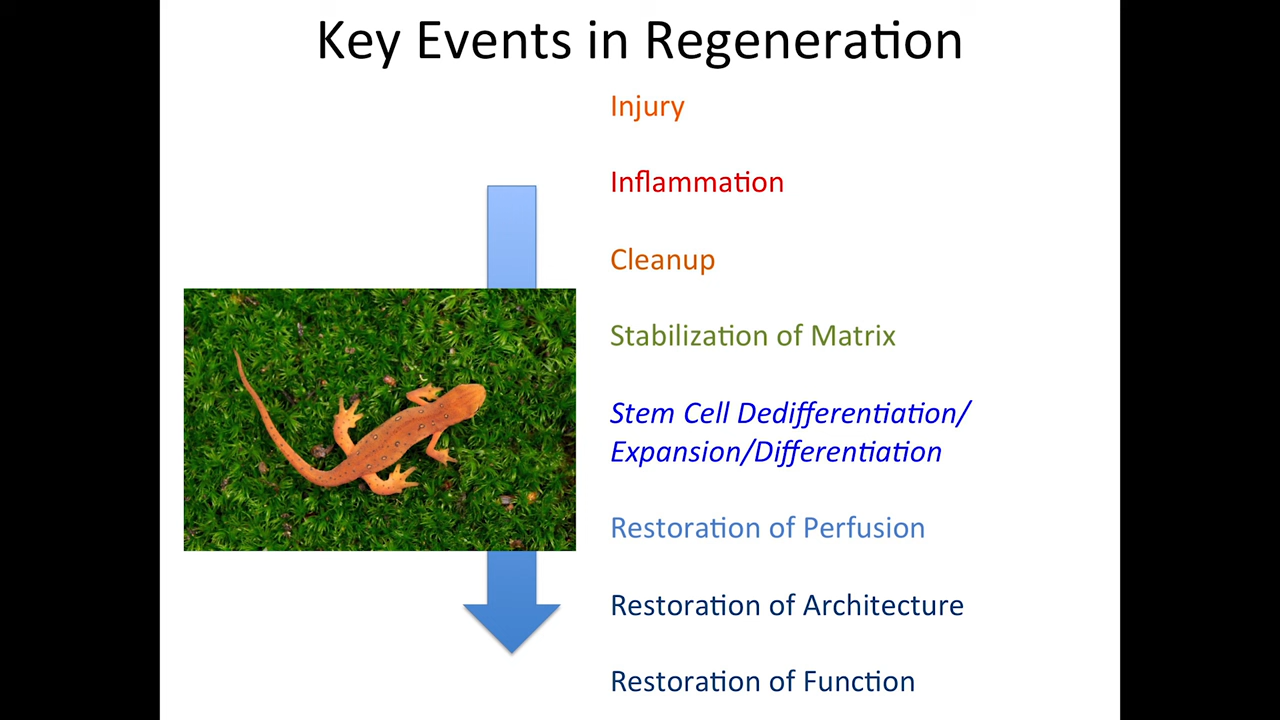 Key Events in Regeneration
Injury
Inflammation
Cleanup
Stabilization of Matrix
Stem Cell Dedifferentiation/
Expansion/Differentiation
Restoration of Perfusion
Restoration of Architecture
Restoration of Function